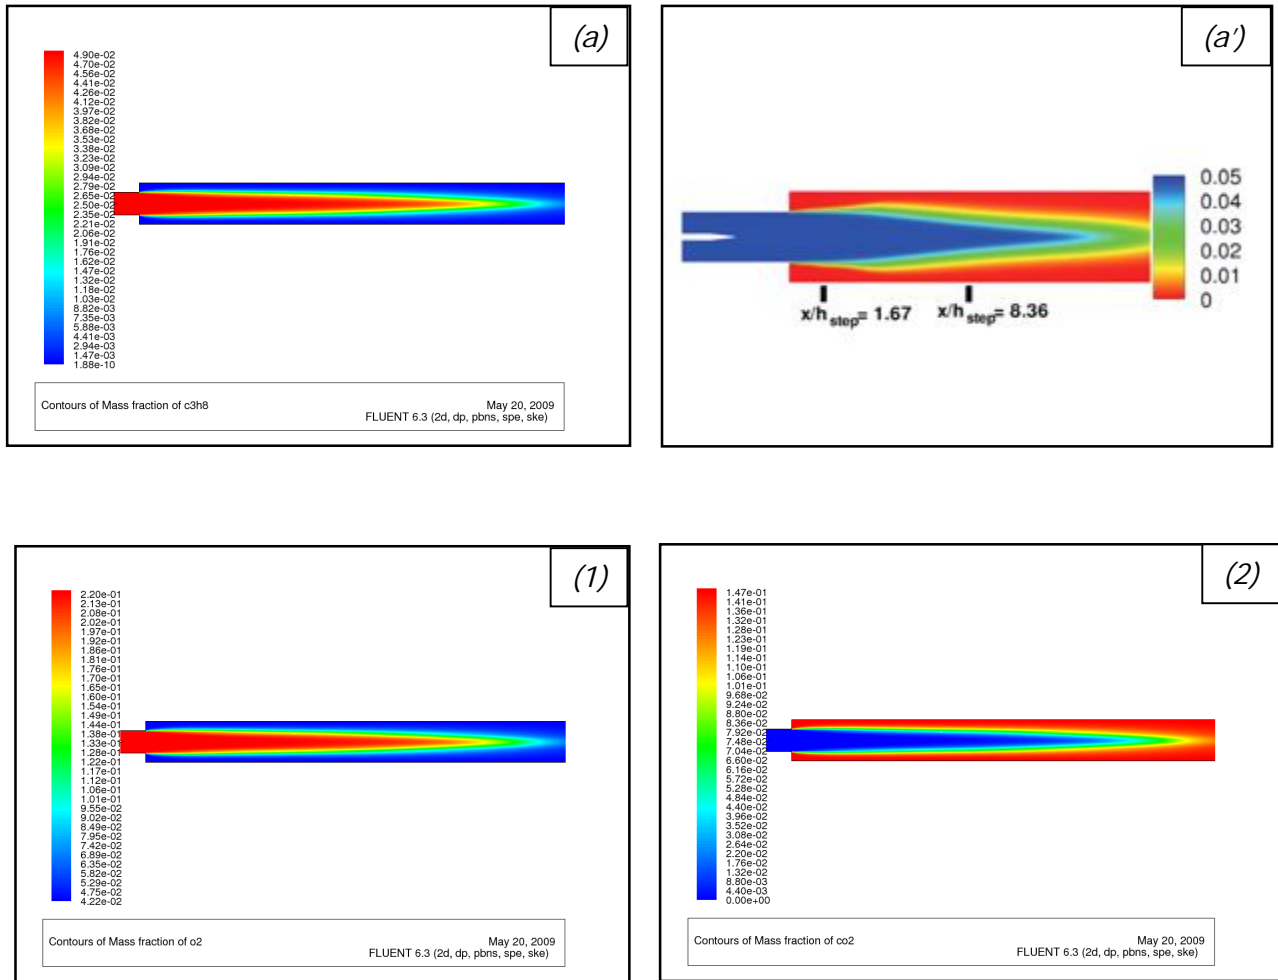 (a)
4.90e-02
4.70e-02
4.56e-02
4.41e-02
4.26e-02
4.12e-02
3.97e-02
3.82e-02
3.68e-02
3.53e-02
3.38e-02
3.23e-02
3.09e-02
2.94e-02
2.79e-02
2.65e-02
2.50e-02
2.35e-02
2.21e-02
2.06e-02
1.91e-02
1.76e-02
1.62e-02
1.47e-02
1.32e-02
1.18e-02
1.03e-02
8.82e-03
7.35e-03
5.88e-03
4.41e-03
2.94e-03
1.47e-03
1.88e-10
Contours of Mass fraction of c3h8
May 20, 2009
FLUENT 6.3 (2d, dp, pbns, spe, ske)
(a')
0.05
0.04
0.03
0.02
0.01
0
x/hstep= 1.67
x/hstep= 8.36
(1)
2.20e-01
2.13e-01
2.08e-01
2.02e-01
1.97e-01
1.92e-01
1.86e-01
1.81e-01
1.76e-01
1.70e-01
1.65e-01
1.60e-01
1.54e-01
1.49e-01
1.44e-01
1.38e-01
1.33e-01
1.28e-01
1.22e-01
1.17e-01
1.12e-01
1.06e-01
1.01e-01
9.55e-02
9.02e-02
8.49e-02
7.95e-02
7.42e-02
6.89e-02
6.35e-02
5.82e-02
5.29e-02
4.75e-02
4.22e-02
Contours of Mass fraction of o2
May 20, 2009
FLUENT 6.3 (2d, dp, pbns, spe, ske)
(2)
1.47e-01
1.41e-01
1.36e-01
1.32e-01
1.28e-01
1.23e-01
1.19e-01
1.14e-01
1.10e-01
1.06e-01
1.01e-01
9.68e-02
9.24e-02
8.80e-02
8.36e-02
7.92e-02
7.48e-02
7.04e-02
6.60e-02
6.16e-02
5.72e-02
5.28e-02
4.84e-02
4.40e-02
3.96e-02
3.52e-02
3.08e-02
2.64e-02
2.20e-02
1.76e-02
1.32e-02
8.80e-03
4.40e-03
0.00e+00
Contours of Mass fraction of co2
May 20, 2009
FLUENT 6.3 (2d, dp, pbns, spe, ske)